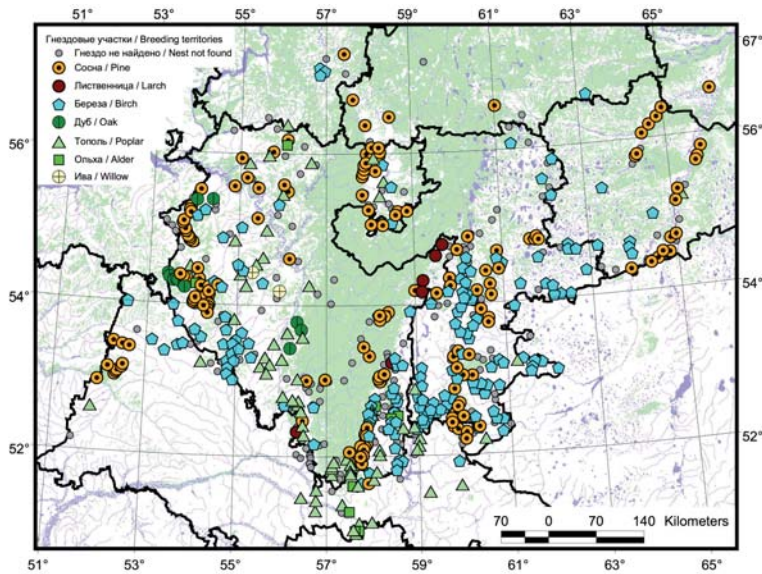 51° 53° 55° 57° 59° 61° 63° 65°
Гнездовые участки / Breeding territories
Гнездо не найдено / Nest not found
Сосна / Pine
Лиственница / Larch
Береза / Birch
Дуб / Oak
Тополь / Poplar
Ольха / Alder
Ива / Willow
67°
56° 56°
54° 54°
52° 52°
70 0 70 140 Kilometers
51° 53° 55° 57° 59° 61° 63° 65°